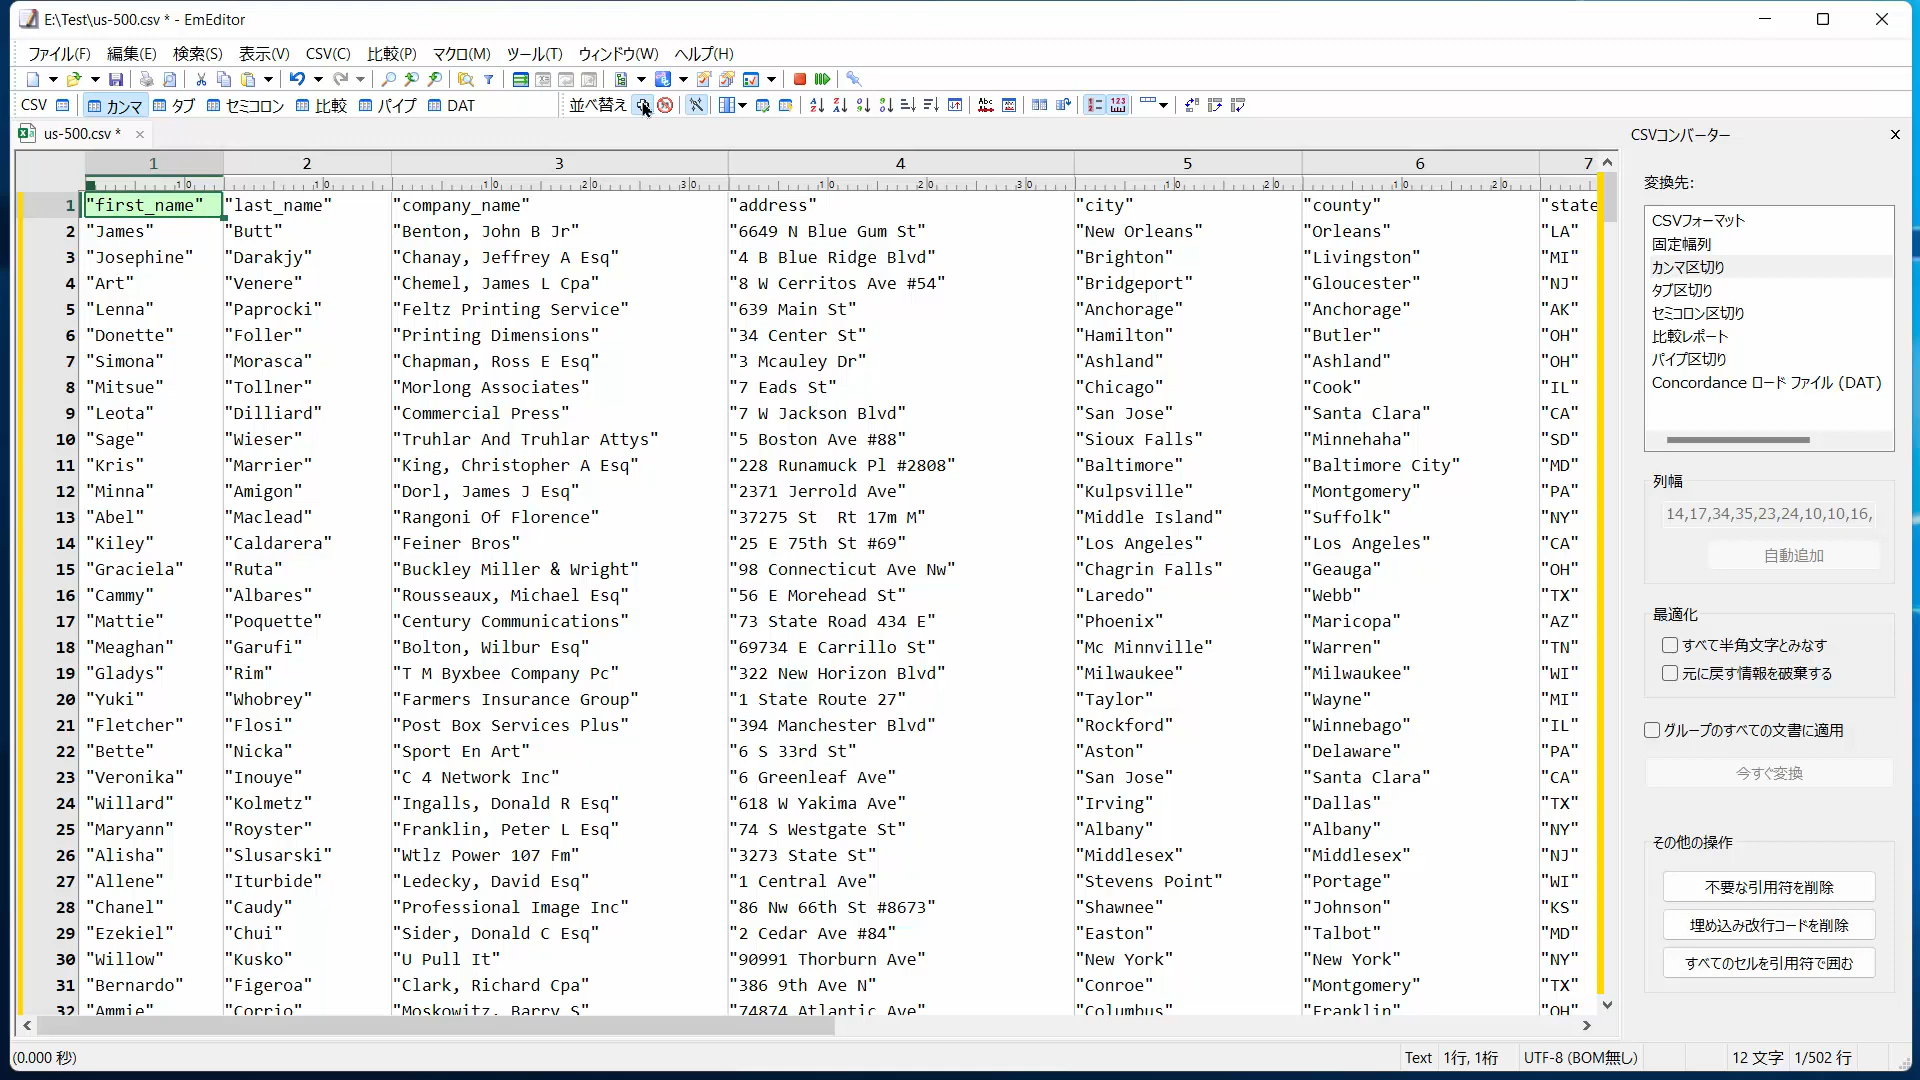 E:\Test\us-500.csv * - EmEditor
ファイル(F) 編集(E) 検索(S) 表示(V) CSV(C) 比較(P) マクロ(M) ツール(T) ウィンドウ(W) ヘルプ(H)
CSV カンマ タブ セミコロン 比較 パイプ DAT 並べ替え
us-500.csv *
1 2 3 4 5 6 7
1 "first_name" "last_name" "company_name" "address" "city" "county" "state
2 "James" "Butt" "Benton, John B Jr" "6649 N Blue Gum St" "New Orleans" "Orleans" "LA"
3 "Josephine" "Darakjy" "Chanay, Jeffrey A Esq" "4 B Blue Ridge Blvd" "Brighton" "Livingston" "MI"
4 "Art" "Venere" "Chemel, James L Cpa" "8 W Cerritos Ave #54" "Bridgeport" "Gloucester" "NJ"
5 "Lenna" "Paprocki" "Feltz Printing Service" "639 Main St" "Anchorage" "Anchorage" "AK"
6 "Donette" "Foller" "Printing Dimensions" "34 Center St" "Hamilton" "Butler" "OH"
7 "Simona" "Morasca" "Chapman, Ross E Esq" "3 Mcauley Dr" "Ashland" "Ashland" "OH"
8 "Mitsue" "Tollner" "Morlong Associates" "7 Eads St" "Chicago" "Cook" "IL"
9 "Leota" "Dilliard" "Commercial Press" "7 W Jackson Blvd" "San Jose" "Santa Clara" "CA"
10 "Sage" "Wieser" "Truhlar And Truhlar Attys" "5 Boston Ave #88" "Sioux Falls" "Minnehaha" "SD"
11 "Kris" "Marrier" "King, Christopher A Esq" "228 Runamuck Pl #2808" "Baltimore" "Baltimore City" "MD"
12 "Minna" "Amigon" "Dorl, James J Esq" "2371 Jerrold Ave" "Kulpsville" "Montgomery" "PA"
13 "Abel" "Maclead" "Rangoni Of Florence" "37275 St  Rt 17m M" "Middle Island" "Suffolk" "NY"
14 "Kiley" "Caldarera" "Feiner Bros" "25 E 75th St #69" "Los Angeles" "Los Angeles" "CA"
15 "Graciela" "Ruta" "Buckley Miller & Wright" "98 Connecticut Ave Nw" "Chagrin Falls" "Geauga" "OH"
16 "Cammy" "Albares" "Rousseaux, Michael Esq" "56 E Morehead St" "Laredo" "Webb" "TX"
17 "Mattie" "Poquette" "Century Communications" "73 State Road 434 E" "Phoenix" "Maricopa" "AZ"
18 "Meaghan" "Garufi" "Bolton, Wilbur Esq" "69734 E Carrillo St" "Mc Minnville" "Warren" "TN"
19 "Gladys" "Rim" "T M Byxbee Company Pc" "322 New Horizon Blvd" "Milwaukee" "Milwaukee" "WI"
20 "Yuki" "Whobrey" "Farmers Insurance Group" "1 State Route 27" "Taylor" "Wayne" "MI"
21 "Fletcher" "Flosi" "Post Box Services Plus" "394 Manchester Blvd" "Rockford" "Winnebago" "IL"
22 "Bette" "Nicka" "Sport En Art" "6 S 33rd St" "Aston" "Delaware" "PA"
23 "Veronika" "Inouye" "C 4 Network Inc" "6 Greenleaf Ave" "San Jose" "Santa Clara" "CA"
24 "Willard" "Kolmetz" "Ingalls, Donald R Esq" "618 W Yakima Ave" "Irving" "Dallas" "TX"
25 "Maryann" "Royster" "Franklin, Peter L Esq" "74 S Westgate St" "Albany" "Albany" "NY"
26 "Alisha" "Slusarski" "Wtlz Power 107 Fm" "3273 State St" "Middlesex" "Middlesex" "NJ"
27 "Allene" "Iturbide" "Ledecky, David Esq" "1 Central Ave" "Stevens Point" "Portage" "WI"
28 "Chanel" "Caudy" "Professional Image Inc" "86 Nw 66th St #8673" "Shawnee" "Johnson" "KS"
29 "Ezekiel" "Chui" "Sider, Donald C Esq" "2 Cedar Ave #84" "Easton" "Talbot" "MD"
30 "Willow" "Kusko" "U Pull It" "90991 Thorburn Ave" "New York" "New York" "NY"
31 "Bernardo" "Figeroa" "Clark, Richard Cpa" "386 9th Ave N" "Conroe" "Montgomery" "TX"
32 "Ammie" "Corrio" "Moskowitz, Barry S" "74874 Atlantic Ave" "Columbus" "Franklin" "OH"
(0.000 秒) Text 1行, 1桁 UTF-8 (BOM無し) 12 文字 1/502 行
CSVコンバーター
変換先:
CSVフォーマット
固定幅列
カンマ区切り
タブ区切り
セミコロン区切り
比較レポート
パイプ区切り
Concordance ロード ファイル (DAT)
列幅
14,17,34,35,23,24,10,10,16,
自動追加
最適化
すべて半角文字とみなす
元に戻す情報を破棄する
グループのすべての文書に適用
今すぐ変換
その他の操作
不要な引用符を削除
埋め込み改行コードを削除
すべてのセルを引用符で囲む